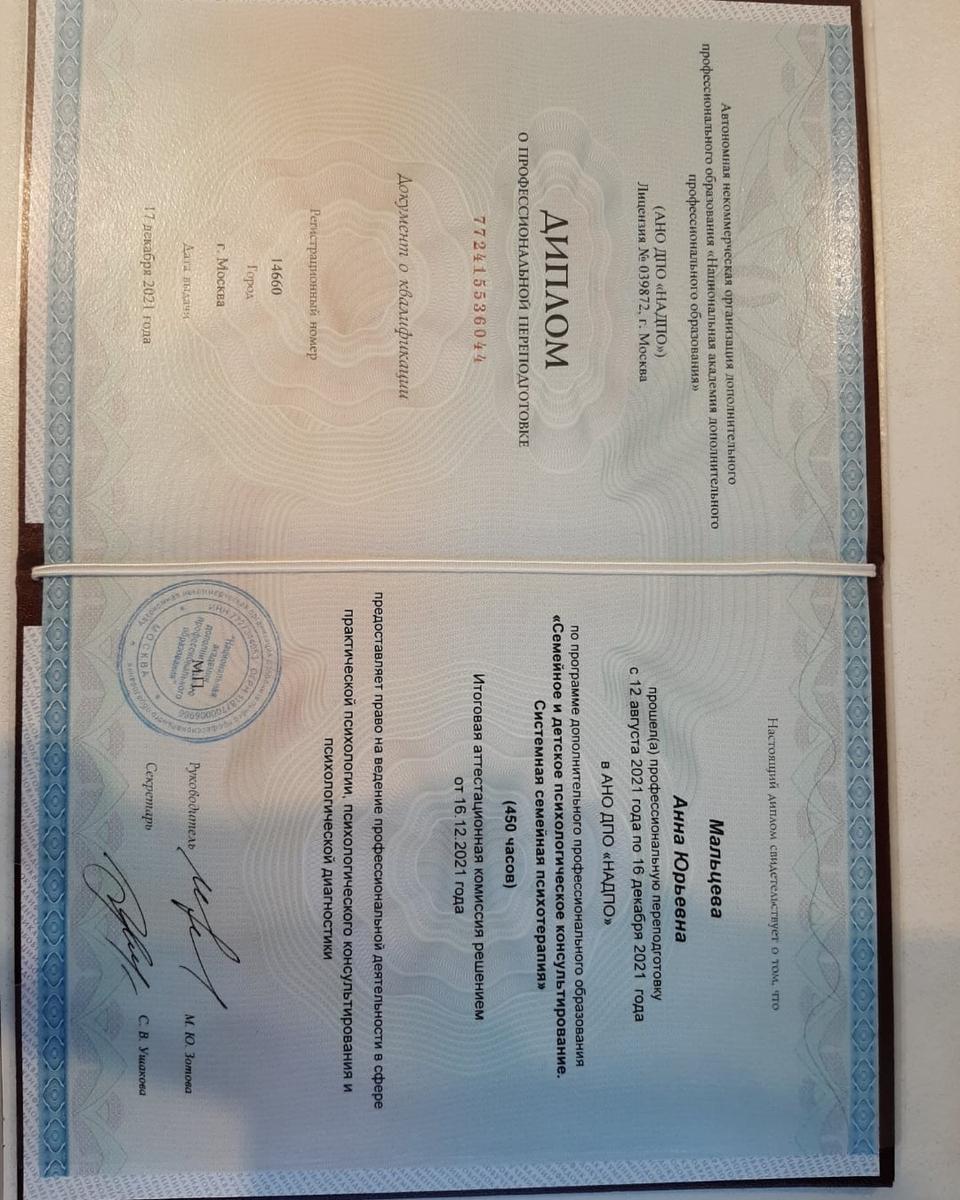 Автономная некоммерческая организация дополнительного
профессионального образования «Национальная академия дополнительного
профессионального образования»
(АНО ДПО «НАДПО»)
Лицензия № 039872, г. Москва
ДИПЛОМ
О ПРОФЕССИОНАЛЬНОЙ ПЕРЕПОДГОТОВКЕ
772415536044
Документ о квалификации
Регистрационный номер
14660
Город
г. Москва
Дата выдачи
17 декабря 2021 года
Настоящий диплом свидетельствует о том, что
Мальцева
Анна Юрьевна
прошел(а) профессиональную переподготовку
с 12 августа 2021 года по 16 декабря 2021 года
в АНО ДПО «НАДПО»
по программе дополнительного профессионального образования
«Семейное и детское психологическое консультирование.
Системная семейная психотерапия»
(450 часов)
Итоговая аттестационная комиссия решением
от 16.12.2021 года
предоставляет право на ведение профессиональной деятельности в сфере
практической психологии, психологического консультирования и
психологической диагностики
"Национальная
академия
дополнительного
профессионального
образования"
МОСКВА
М.П.
Руководитель М. Ю. Зотова
Секретарь С. В. Ушакова